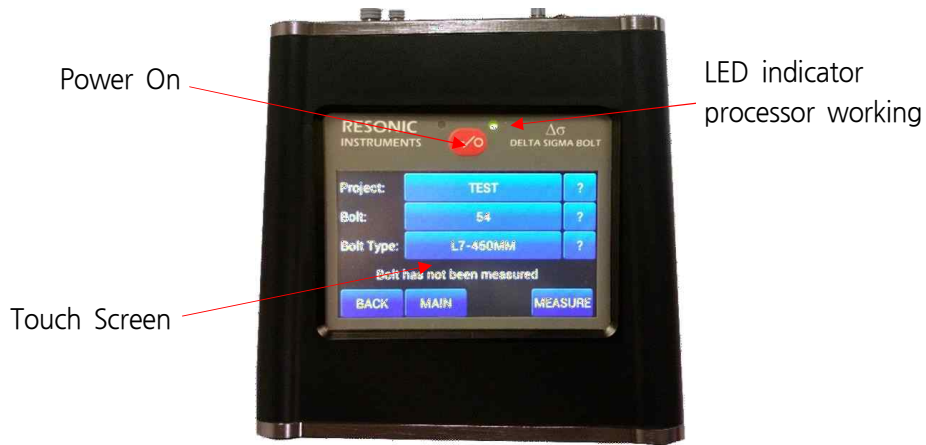 Power On
LED indicator
processor working
RESONIC
INSTRUMENTS
I/O
Δσ
DELTA SIGMA BOLT
Project: TEST ?
Bolt: 54 ?
Bolt Type: L7-450MM ?
Bolt has not been measured
BACK MAIN MEASURE
Touch Screen